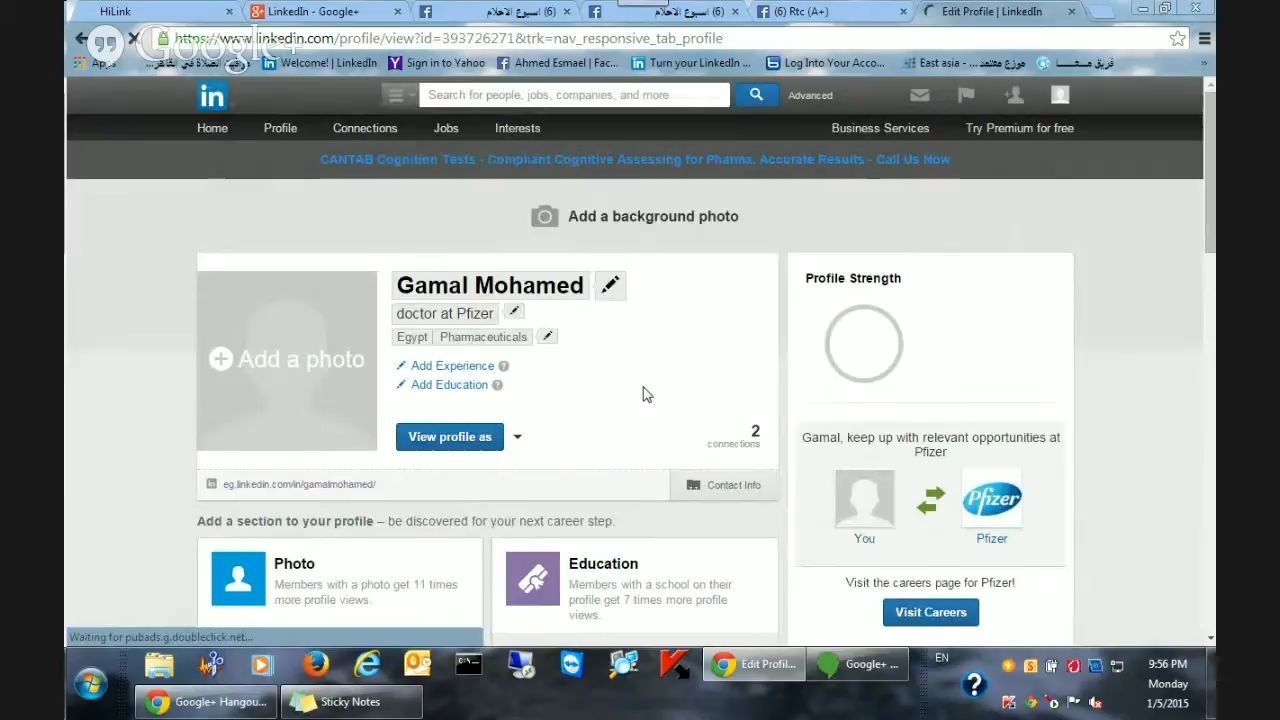 HiLink
LinkedIn - Google+
(6) اسبوع الاحلام
(6) اسبوع الاحلام
(6) Rtc (A+)
Edit Profile | LinkedIn
Google+
https://www.linkedin.com/profile/view?id=393726271&trk=nav_responsive_tab_profile
Apps
Welcome! | LinkedIn
Sign in to Yahoo
Ahmed Esmael | Fac...
Turn your LinkedIn ...
Log Into Your Acco...
East asia - موزع معتمد...
in
Search for people, jobs, companies, and more...
Advanced
Home
Profile
Connections
Jobs
Interests
Business Services
Try Premium for free
CANTAB Cognition Tests - Compliant Cognitive Assessing for Pharma. Accurate Results - Call Us Now
Add a background photo
Add a photo
Gamal Mohamed
doctor at Pfizer
Egypt
Pharmaceuticals
Add Experience ?
Add Education ?
View profile as
2
connections
eg.linkedin.com/in/gamalmohamed/
Contact Info
Profile Strength
Gamal, keep up with relevant opportunities at
Pfizer
Pfizer
You
Pfizer
Visit the careers page for Pfizer!
Visit Careers
Add a section to your profile – be discovered for your next career step.
Photo
Members with a photo get 11 times
more profile views.
Education
Members with a school on their
profile get 7 times more profile
views.
Waiting for pubads.g.doubleclick.net...
Edit Profil...
Google+ ...
EN
9:56 PM
Monday
1/5/2015
Google+ Hangou...
Sticky Notes